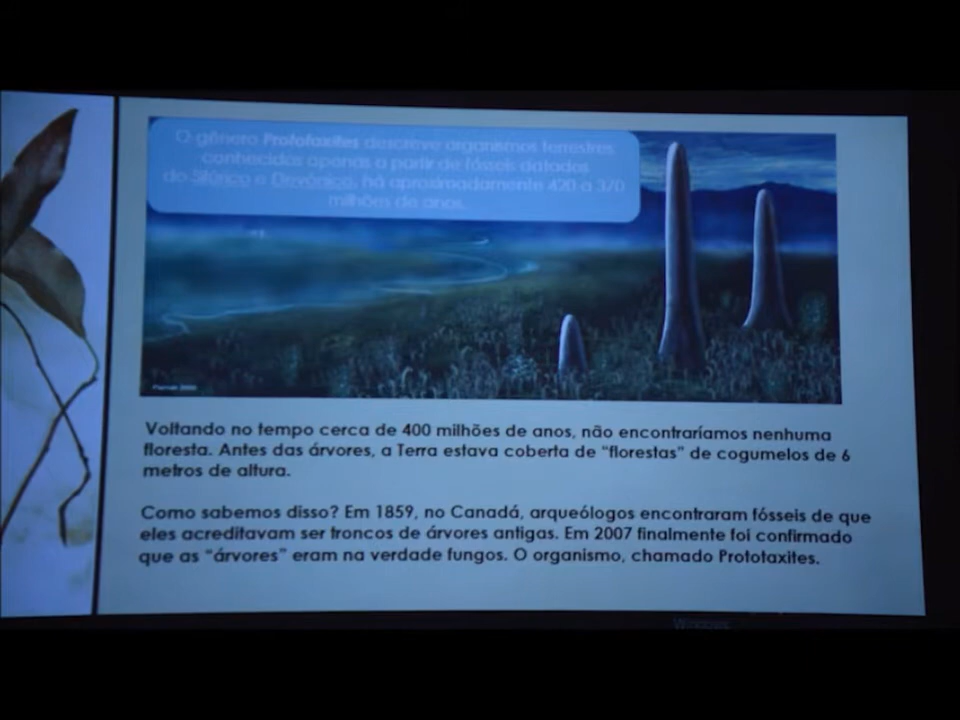 O gênero Prototaxites descreve organismos terrestres
conhecidos apenas a partir de fósseis datados
do Silúrico e Devônico, há aproximadamente 420 a 370
milhões de anos.
Voltando no tempo cerca de 400 milhões de anos, não encontraríamos nenhuma
floresta. Antes das árvores, a Terra estava coberta de “florestas” de cogumelos de 6
metros de altura.
Como sabemos disso? Em 1859, no Canadá, arqueólogos encontraram fósseis de que
eles acreditavam ser troncos de árvores antigas. Em 2007 finalmente foi confirmado
que as “árvores” eram na verdade fungos. O organismo, chamado Prototaxites.
Windows